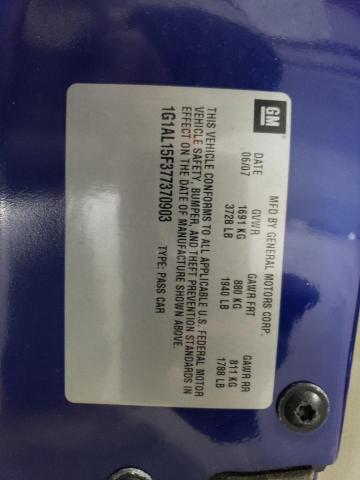 GM
MFD BY GENERAL MOTORS CORP.
DATE GVWR GAWR FRT GAWR RR
06/07 1691 KG 880 KG 811 KG
3728 LB 1940 LB 1788 LB
THIS VEHICLE CONFORMS TO ALL APPLICABLE U.S. FEDERAL MOTOR
VEHICLE SAFETY, BUMPER, AND THEFT PREVENTION STANDARDS IN
EFFECT ON THE DATE OF MANUFACTURE SHOWN ABOVE.
1G1AL15F377370903 TYPE: PASS CAR